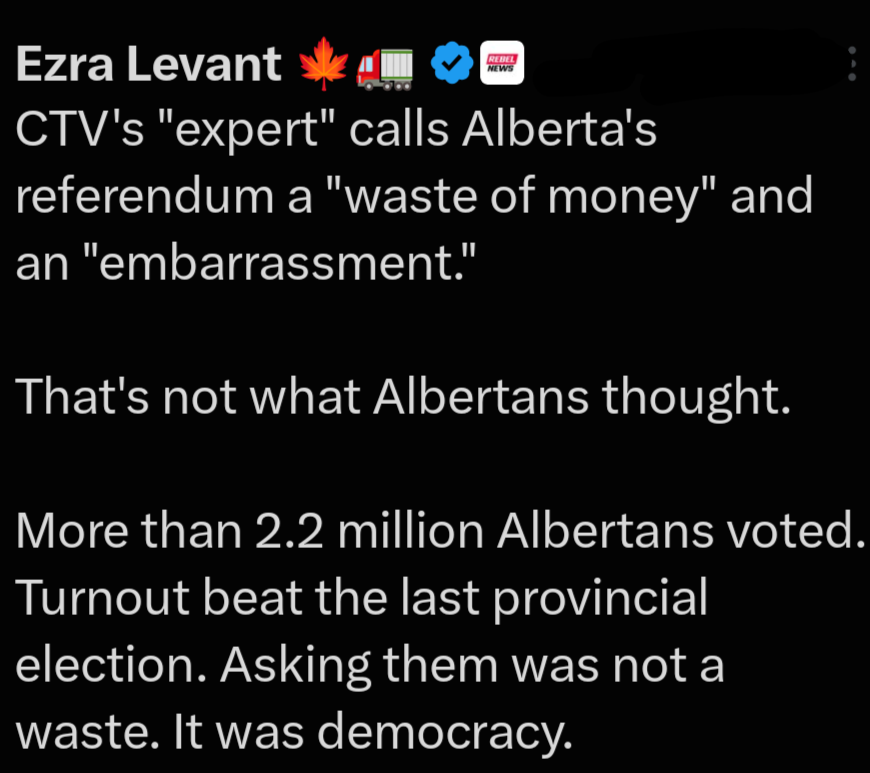 Ezra Levant 🍁🚛 REBEL NEWS
CTV's "expert" calls Alberta's
referendum a "waste of money" and
an "embarrassment."
That's not what Albertans thought.
More than 2.2 million Albertans voted.
Turnout beat the last provincial
election. Asking them was not a
waste. It was democracy.